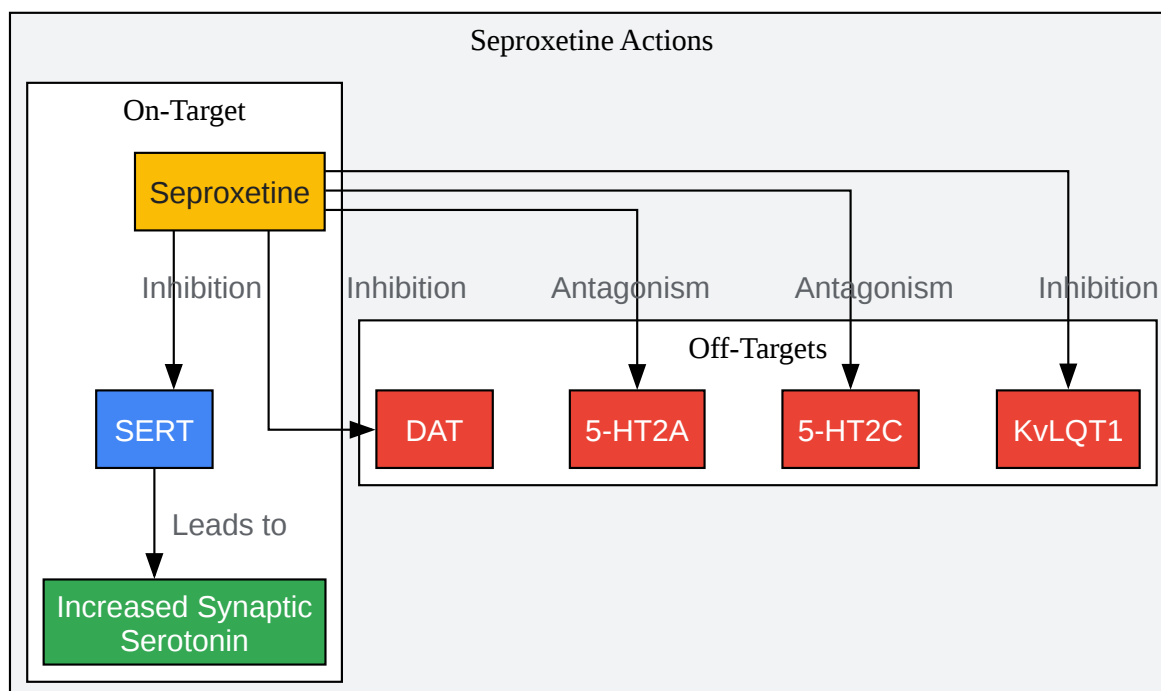 Seproxetine Actions
On-Target
Seproxetine
Inhibition
Inhibition
Antagonism
Antagonism
Inhibition
Off-Targets
SERT
DAT
5-HT2A
5-HT2C
KvLQT1
Leads to
Increased Synaptic
Serotonin